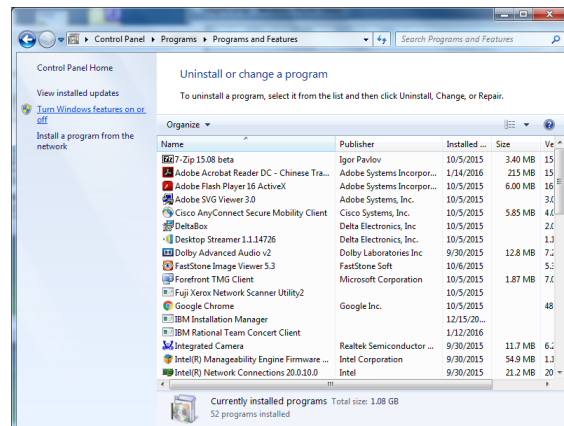 Control Panel ▸ Programs ▸ Programs and Features
Search Programs and Features
Control Panel Home
View installed updates
Turn Windows features on or
off
Install a program from the
network
Uninstall or change a program
To uninstall a program, select it from the list and then click Uninstall, Change, or Repair.
Organize
Name Publisher Installed ... Size Ve
7-Zip 15.08 beta Igor Pavlov 10/5/2015 3.40 MB 15
Adobe Acrobat Reader DC - Chinese Tra... Adobe Systems Incorpor... 1/14/2016 215 MB 15
Adobe Flash Player 16 ActiveX Adobe Systems Incorpor... 10/5/2015 6.00 MB 16
Adobe SVG Viewer 3.0 Adobe Systems, Inc. 10/5/2015 3.0
Cisco AnyConnect Secure Mobility Client Cisco Systems, Inc. 10/5/2015 5.85 MB 4.0
DeltaBox Delta Electronics, Inc 10/5/2015 2.0
Desktop Streamer 1.1.14726 Delta Electronics, Inc. 10/5/2015 1.1
Dolby Advanced Audio v2 Dolby Laboratories Inc 9/30/2015 12.8 MB 7.2
FastStone Image Viewer 5.3 FastStone Soft 10/6/2015 5.3
Forefront TMG Client Microsoft Corporation 10/5/2015 1.87 MB 7.0
Fuji Xerox Network Scanner Utility2 10/5/2015
Google Chrome Google Inc. 10/5/2015 48
IBM Installation Manager 12/15/20...
IBM Rational Team Concert Client 1/12/2016
Integrated Camera Realtek Semiconductor ... 9/30/2015 11.7 MB 6.2
Intel(R) Manageability Engine Firmware ... Intel Corporation 9/30/2015 54.9 MB 1.1
Intel(R) Network Connections 20.0.10.0 Intel 9/30/2015 21.2 MB 20
Currently installed programs Total size: 1.08 GB
52 programs installed